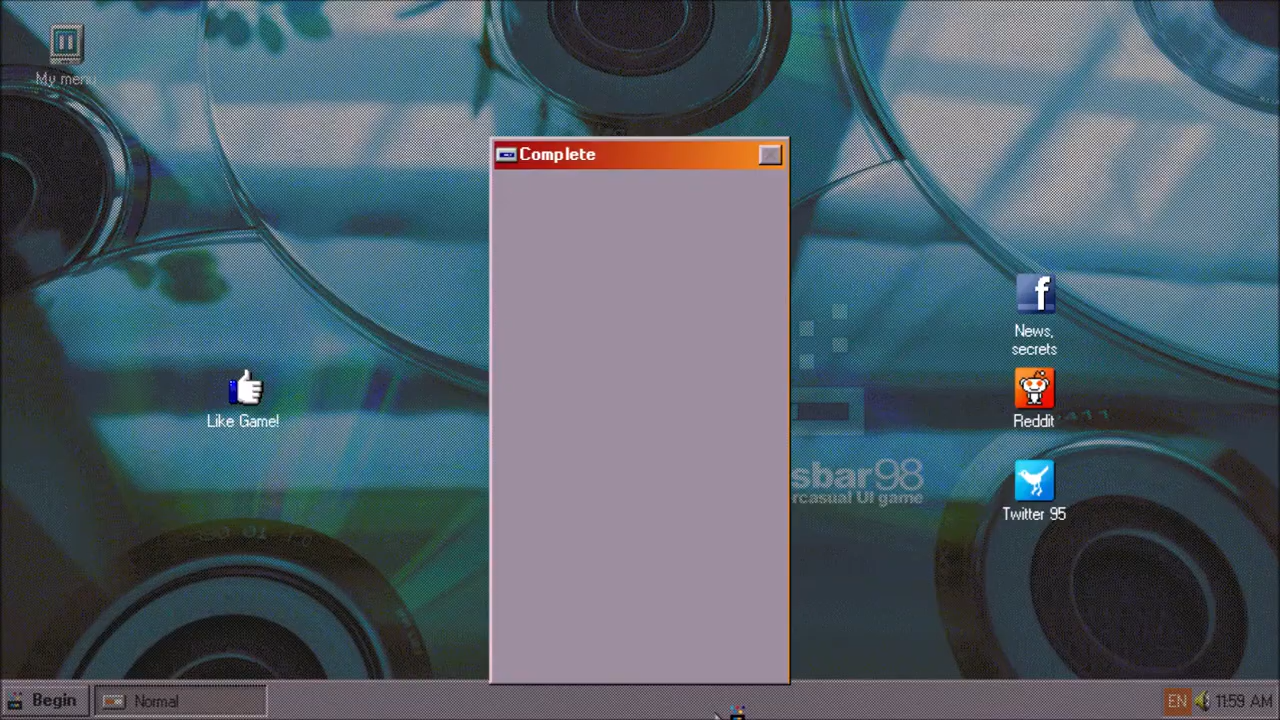 My menu
Complete
News,
secrets
Like Game!
Reddit
sbar98
rcasual UI game
Twitter 95
Begin
Normal
EN
11:59 AM